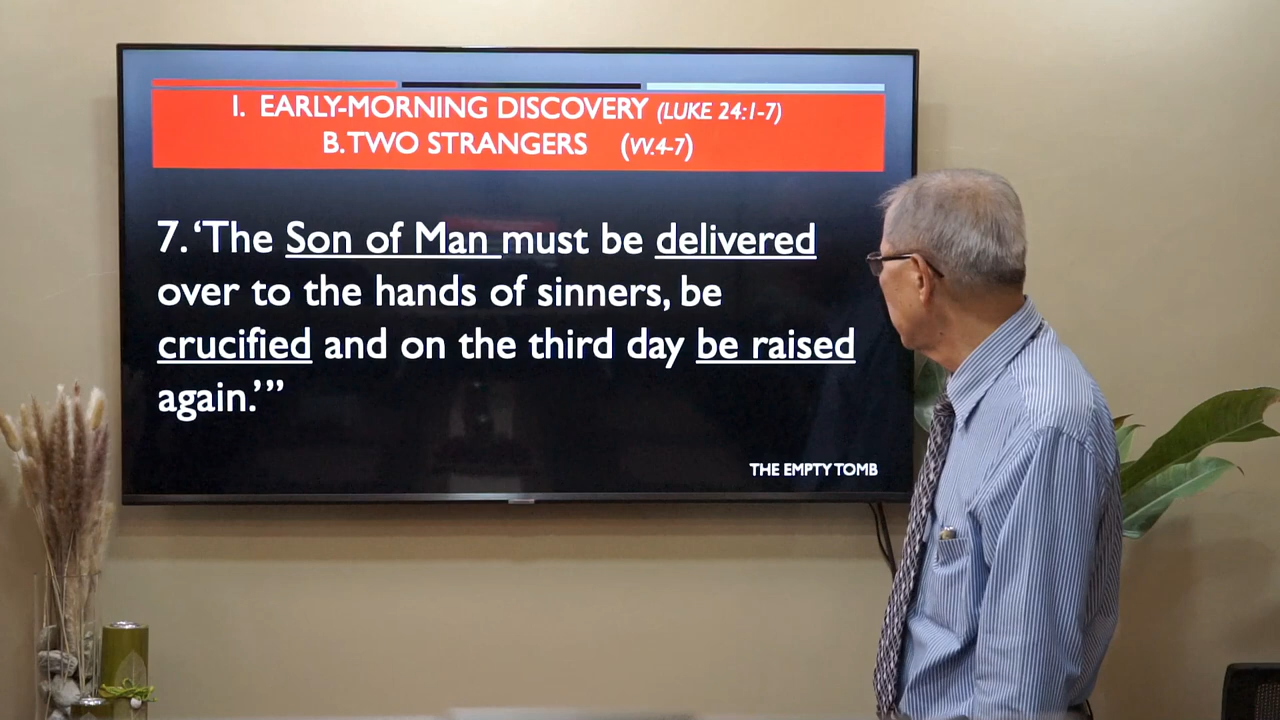 I. EARLY-MORNING DISCOVERY (LUKE 24:1-7)
B. TWO STRANGERS (VV.4-7)
7. ‘The Son of Man must be delivered
over to the hands of sinners, be
crucified and on the third day be raised
again.’”
THE EMPTY TOMB